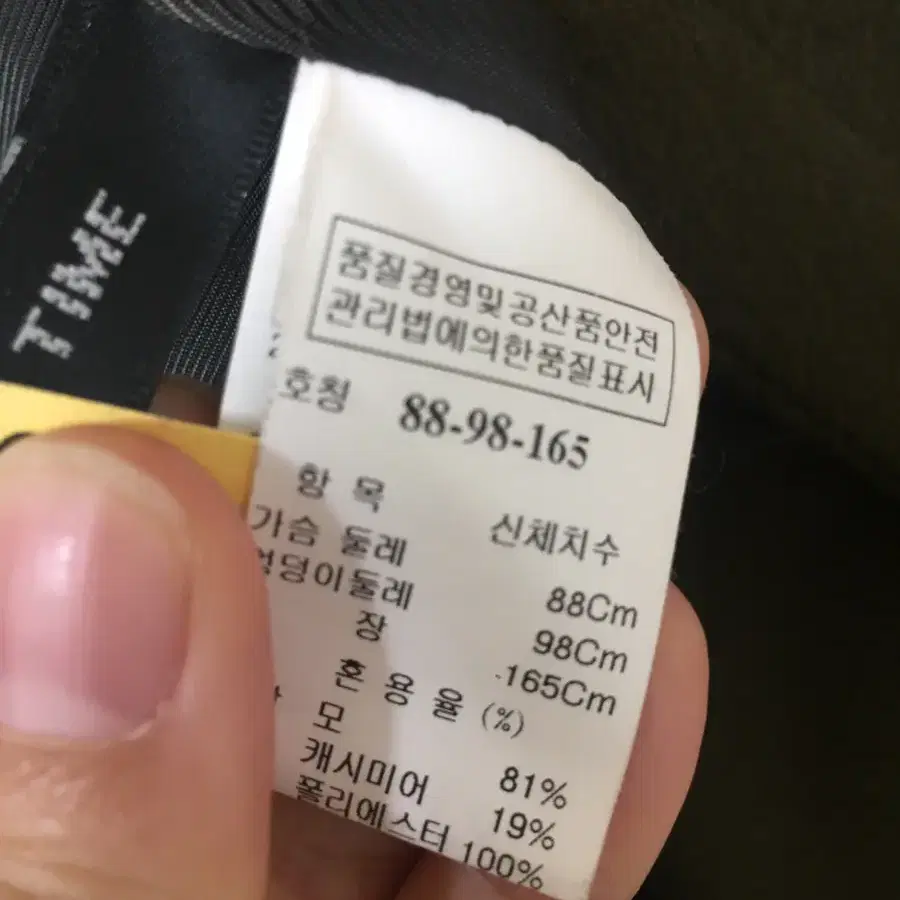 TIME
품질경영및공산품안전
관리법에의한품질표시
호칭 88-98-165
항 목 신체치수
가슴 둘레 88Cm
덩이둘레 98Cm
장 165Cm
혼 용 율 (%)
모 81%
캐시미어 19%
폴리에스터 100%